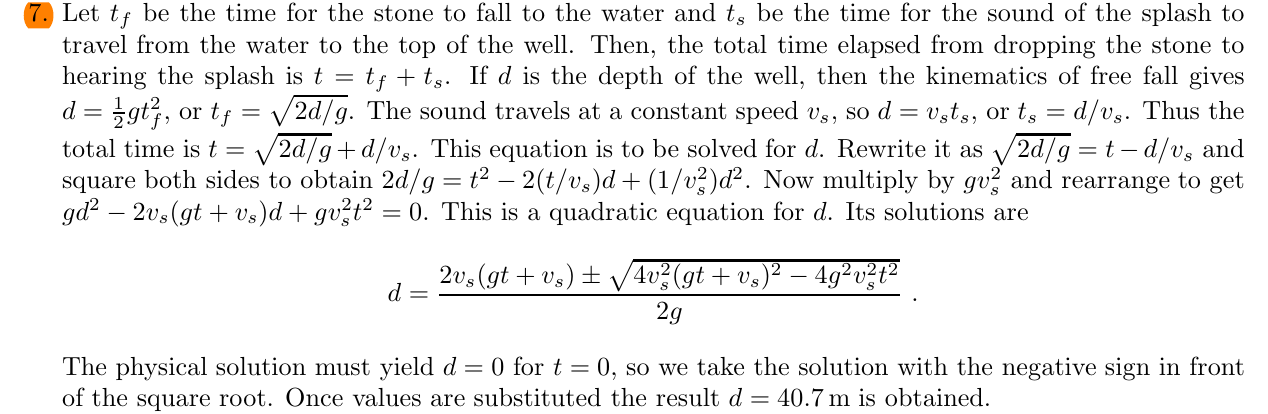 7. Let t_f be the time for the stone to fall to the water and t_s be the time for the sound of the splash to
travel from the water to the top of the well. Then, the total time elapsed from dropping the stone to
hearing the splash is t = t_f + t_s. If d is the depth of the well, then the kinematics of free fall gives
d = ½gt_f², or t_f = √(2d/g). The sound travels at a constant speed v_s, so d = v_s t_s, or t_s = d/v_s. Thus the
total time is t = √(2d/g) + d/v_s. This equation is to be solved for d. Rewrite it as √(2d/g) = t − d/v_s and
square both sides to obtain 2d/g = t² − 2(t/v_s)d + (1/v_s²)d². Now multiply by gv_s² and rearrange to get
gd² − 2v_s(gt + v_s)d + gv_s²t² = 0. This is a quadratic equation for d. Its solutions are
d = (2v_s(gt + v_s) ± √(4v_s²(gt + v_s)² − 4g²v_s²t²)) / 2g .
The physical solution must yield d = 0 for t = 0, so we take the solution with the negative sign in front
of the square root. Once values are substituted the result d = 40.7 m is obtained.